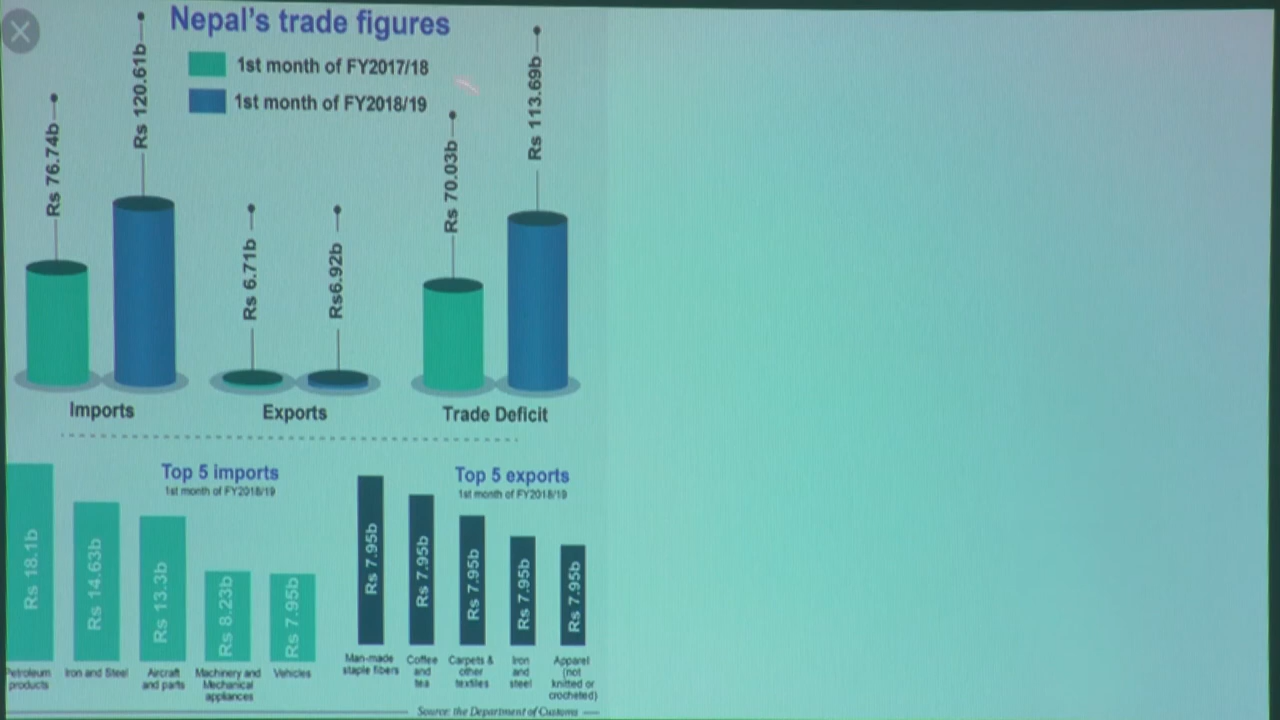 Nepal's trade figures
1st month of FY2017/18
1st month of FY2018/19
Rs 76.74b
Rs 120.61b
Rs 6.71b
Rs6.92b
Rs 70.03b
Rs 113.69b
Imports
Exports
Trade Deficit
Top 5 imports
1st month of FY2018/19
Top 5 exports
1st month of FY2018/19
Rs 18.1b
Rs 14.63b
Rs 13.3b
Rs 8.23b
Rs 7.95b
Rs 7.95b
Rs 7.95b
Rs 7.95b
Rs 7.95b
Rs 7.95b
Petroleum
products
Iron and Steel
Aircraft
and parts
Machinery and
Mechanical
appliances
Vehicles
Man-made
staple fibers
Coffee
and
tea
Carpets &
other
textiles
Iron
and
steel
Apparel
(not
knitted or
crocheted)
Source: the Department of Customs